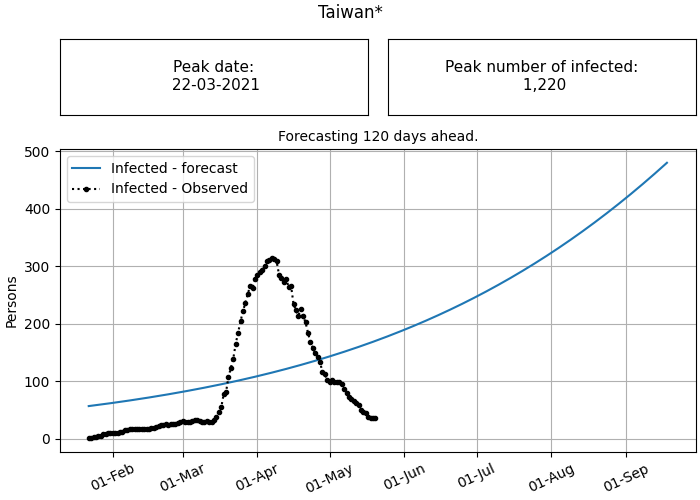 Taiwan*
Peak date:
22-03-2021
Peak number of infected:
1,220
Forecasting 120 days ahead.
Infected - forecast
Infected - Observed
Persons
500
400
300
200
100
0
01-Feb
01-Mar
01-Apr
01-May
01-Jun
01-Jul
01-Aug
01-Sep